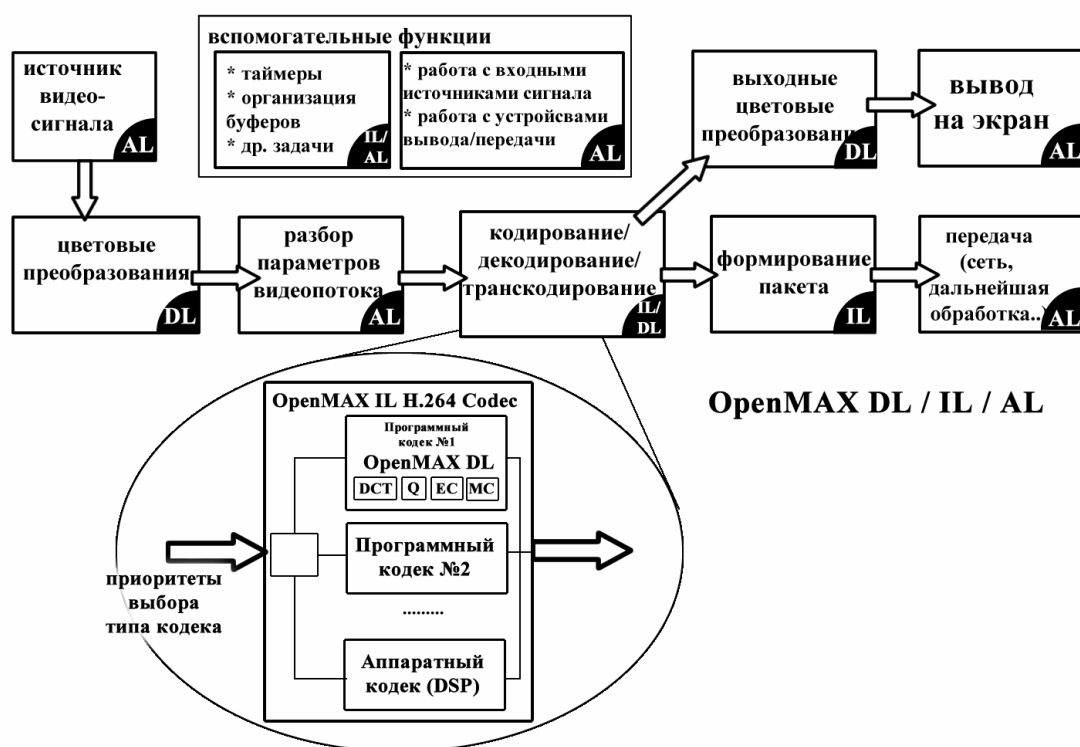 источник
видео-
сигнала
AL
вспомогательные функции
* таймеры
* организация
буферов
* др. задачи
IL/
AL
* работа с входными
источниками сигнала
* работа с устройсвами
вывода/передачи
AL
выходные
цветовые
преобразовани
DL
вывод
на экран
AL
цветовые
преобразования
DL
разбор
параметров
видеопотока
AL
кодирование/
декодирование/
транскодирование
IL/
DL
формирование
пакета
IL
передача
(сеть,
дальнейшая
обработка..)
AL
OpenMAX DL / IL / AL
OpenMAX IL H.264 Codec
Программный
кодек №1
OpenMAX DL
DCT Q EC MC
Программный
кодек №2
.........
Аппаратный
кодек (DSP)
приоритеты
выбора
типа кодека